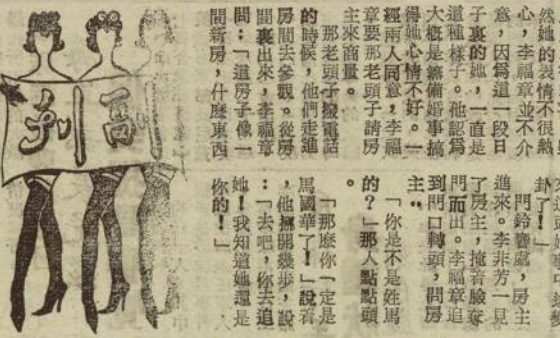 然她的表情不很熱
心，李福章並不介
意，因爲這一段日
子裏的她，一直是
這種樣子。他認爲
大概是籌備婚事搞
得她心情不好。一
經兩人同意，李福
章要那老頭子請房
主來商量。
那老頭子撥電話
的時候，他們走進
房間去參觀。從房
間裏出來，李福章
問：「這房子像一
間新房，什麼東西
卦了！」
門鈴響處，房主
進來。李非芳一見
了房主，掩着臉奪
門而出。李福章追
到門口轉頭，問房
主：
「你是不是姓馬
的？」那人點點頭
。
「那麼你一定是
馬國華了！」說着
，他搬開幾步，說
：「去吧，你去追
她！我知道她還是
你的！」
副刊